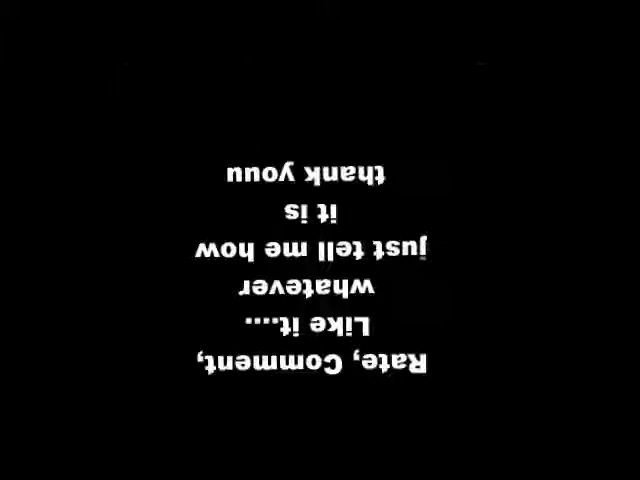 Rate, Comment,
Like it....
whatever
just tell me how
it is
thank youu